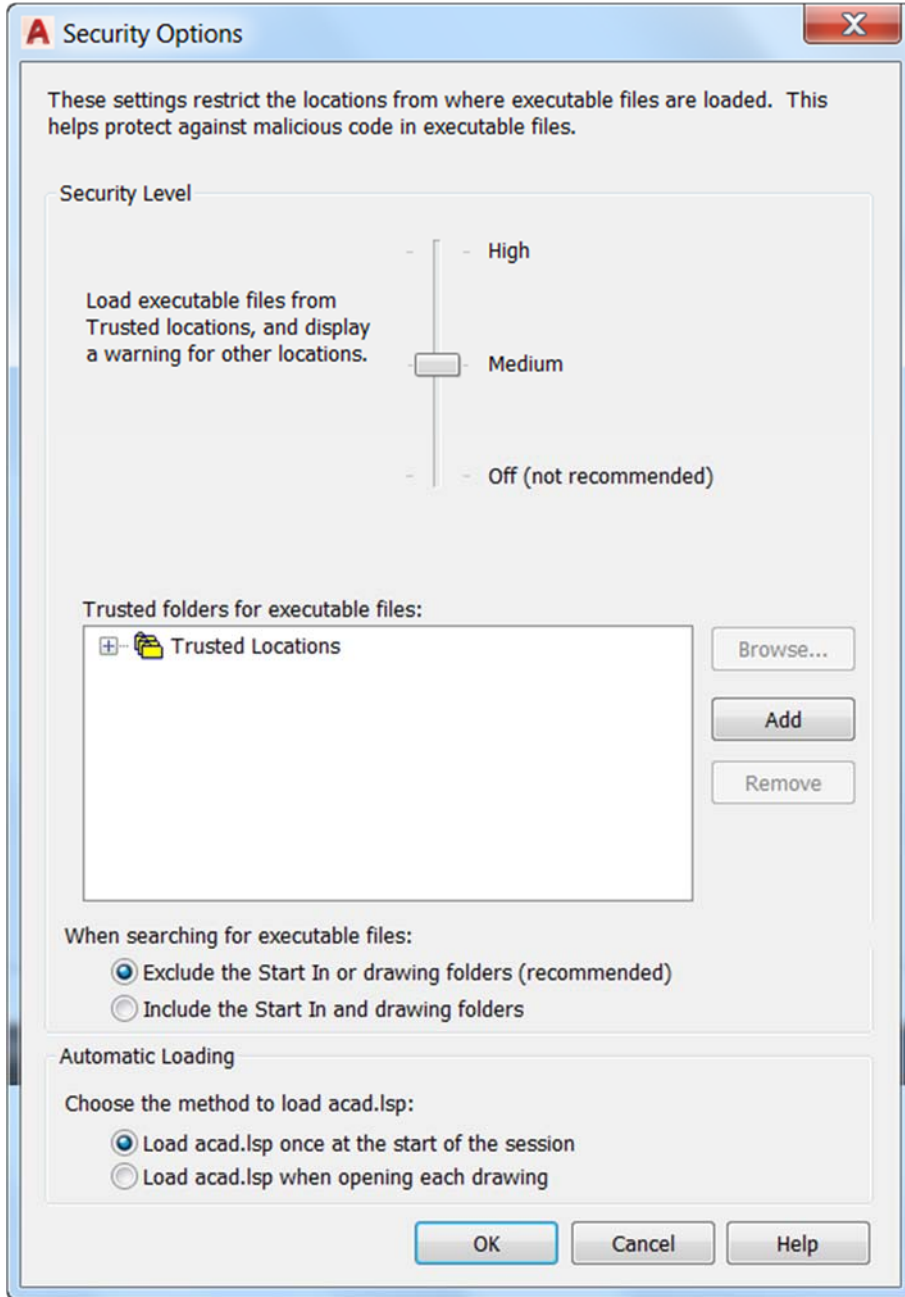 Security Options
These settings restrict the locations from where executable files are loaded.  This
helps protect against malicious code in executable files.
Security Level
High
Load executable files from
Trusted locations, and display
a warning for other locations.
Medium
Off (not recommended)
Trusted folders for executable files:
Trusted Locations
Browse...
Add
Remove
When searching for executable files:
Exclude the Start In or drawing folders (recommended)
Include the Start In and drawing folders
Automatic Loading
Choose the method to load acad.lsp:
Load acad.lsp once at the start of the session
Load acad.lsp when opening each drawing
OK
Cancel
Help